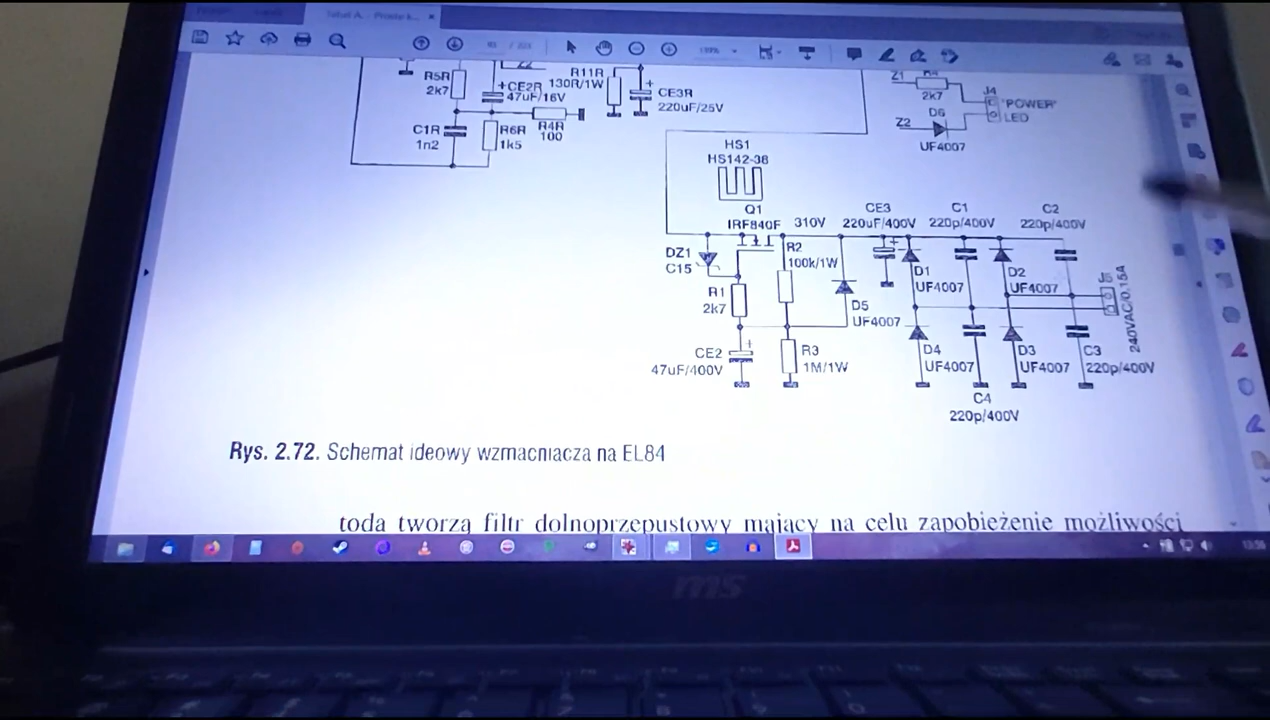 R5R
2k7
+CE2R
47uF/16V
R11R
130R/1W
+
CE3R
220uF/25V
C1R
1n2
R6R
1k5
R4R
100
Z1
2k7
J4
"POWER"
LED
Z2
D6
UF4007
HS1
HS142-38
Q1
IRF840F
310V
CE3
220uF/400V
C1
220p/400V
C2
220p/400V
DZ1
C15
R2
100k/1W
+
D1
UF4007
D2
UF4007
J5
240VAC/0.15A
R1
2k7
D5
UF4007
CE2
47uF/400V
+
R3
1M/1W
D4
UF4007
D3
UF4007
C3
220p/400V
C4
220p/400V
Rys. 2.72. Schemat ideowy wzmacniacza na EL84
toda tworzą filtr dolnoprzepustowy mający na celu zapobieżenie możliwości